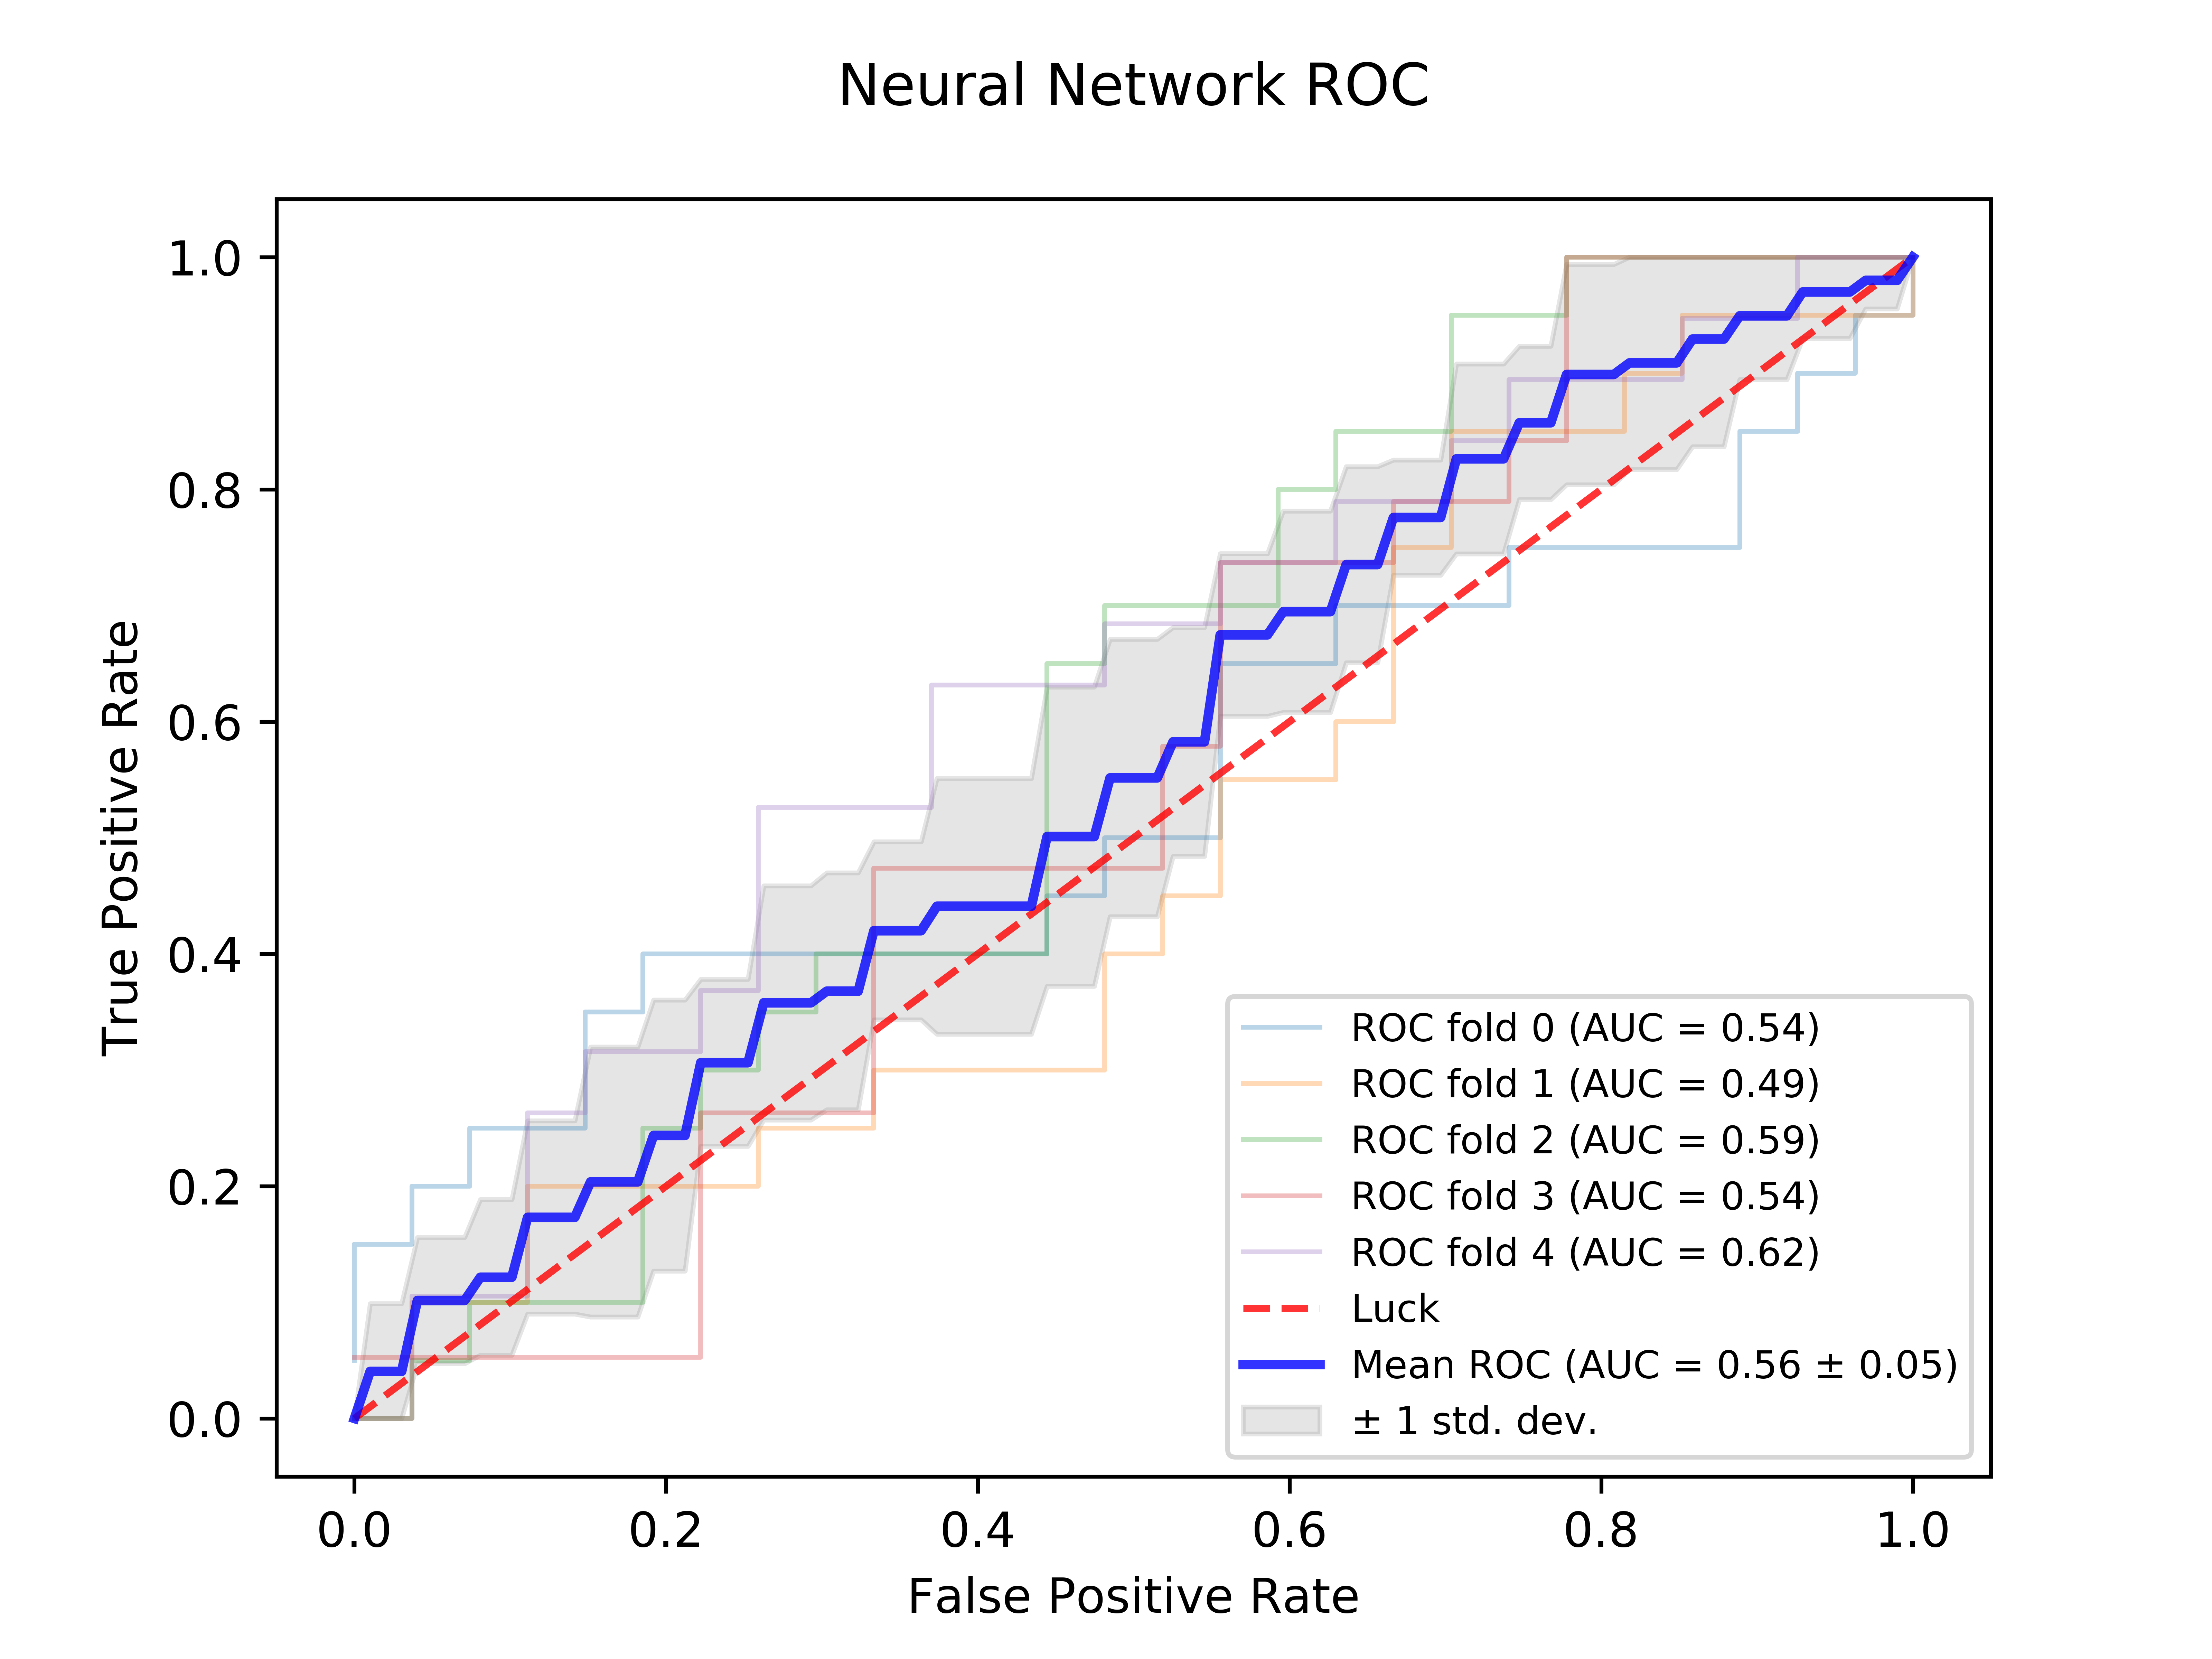 Neural Network ROC
True Positive Rate
1.0
0.8
0.6
0.4
0.2
0.0
ROC fold 0 (AUC = 0.54)
ROC fold 1 (AUC = 0.49)
ROC fold 2 (AUC = 0.59)
ROC fold 3 (AUC = 0.54)
ROC fold 4 (AUC = 0.62)
Luck
Mean ROC (AUC = 0.56 ± 0.05)
± 1 std. dev.
0.0 0.2 0.4 0.6 0.8 1.0
False Positive Rate